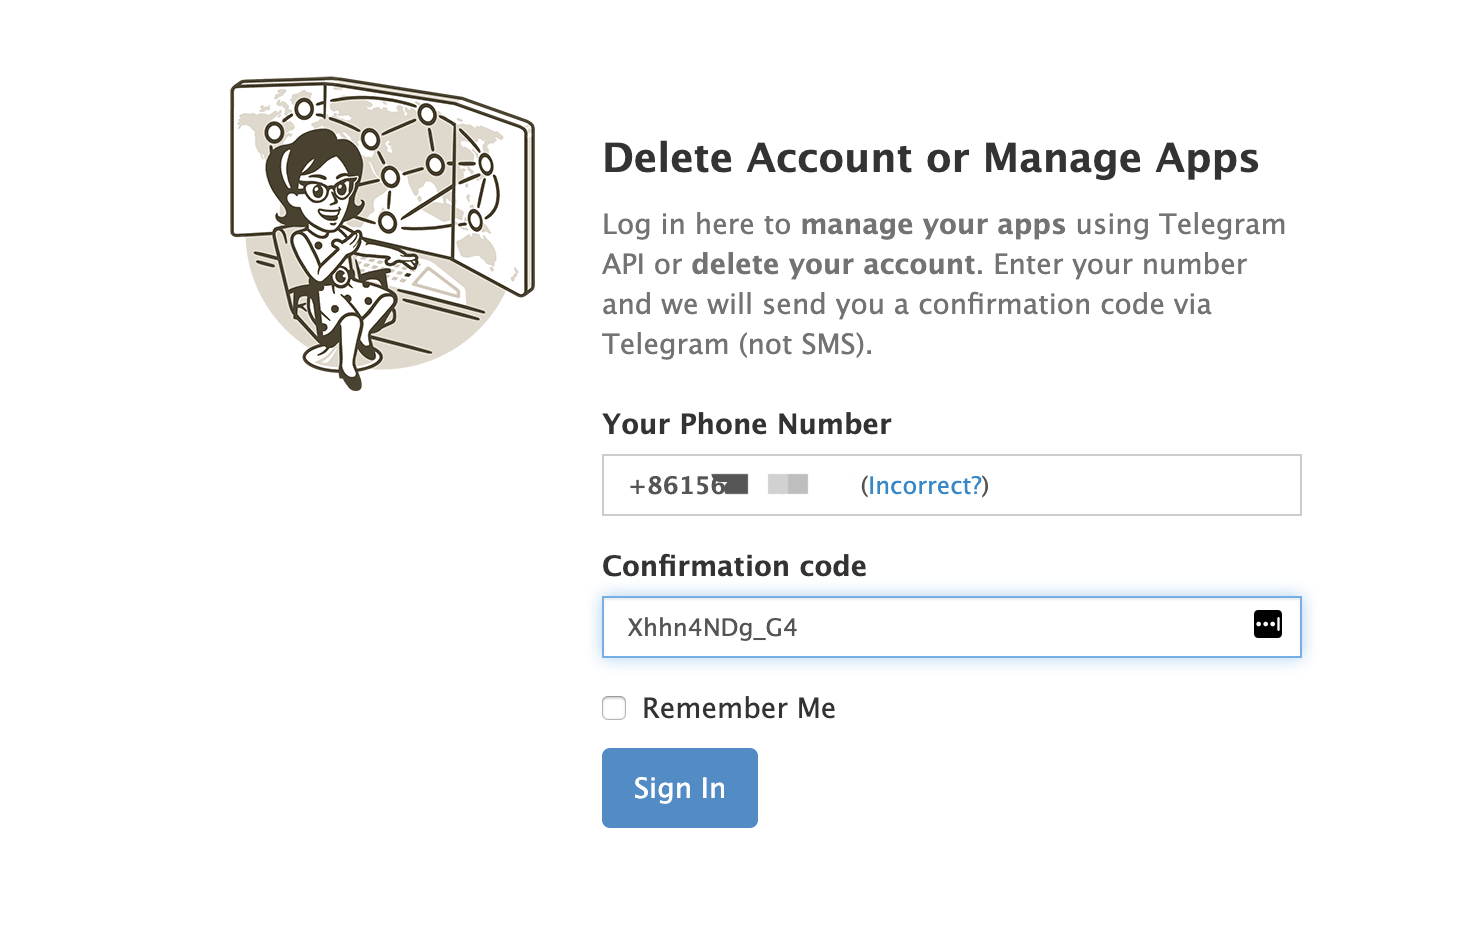 Delete Account or Manage Apps
Log in here to manage your apps using Telegram
API or delete your account. Enter your number
and we will send you a confirmation code via
Telegram (not SMS).
Your Phone Number
+86156 (Incorrect?)
Confirmation code
Xhhn4NDg_G4
Remember Me
Sign In